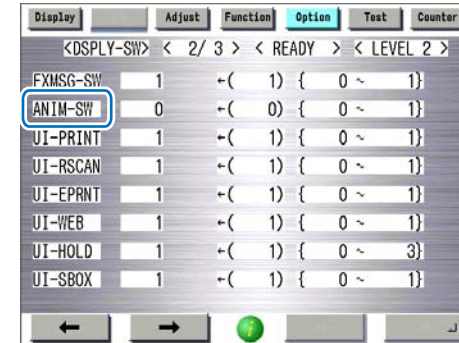 Display Adjust Function Option Test Counter
<DSPLY-SW> < 2/ 3 > < READY > < LEVEL 2 >
FXMSG-SW 1 ←( 1) { 0 ~ 1}
ANIM-SW 0 ←( 0) { 0 ~ 1}
UI-PRINT 1 ←( 1) { 0 ~ 1}
UI-RSCAN 1 ←( 1) { 0 ~ 1}
UI-EPRNT 1 ←( 1) { 0 ~ 1}
UI-WEB 1 ←( 1) { 0 ~ 1}
UI-HOLD 1 ←( 1) { 0 ~ 3}
UI-SBOX 1 ←( 1) { 0 ~ 1}